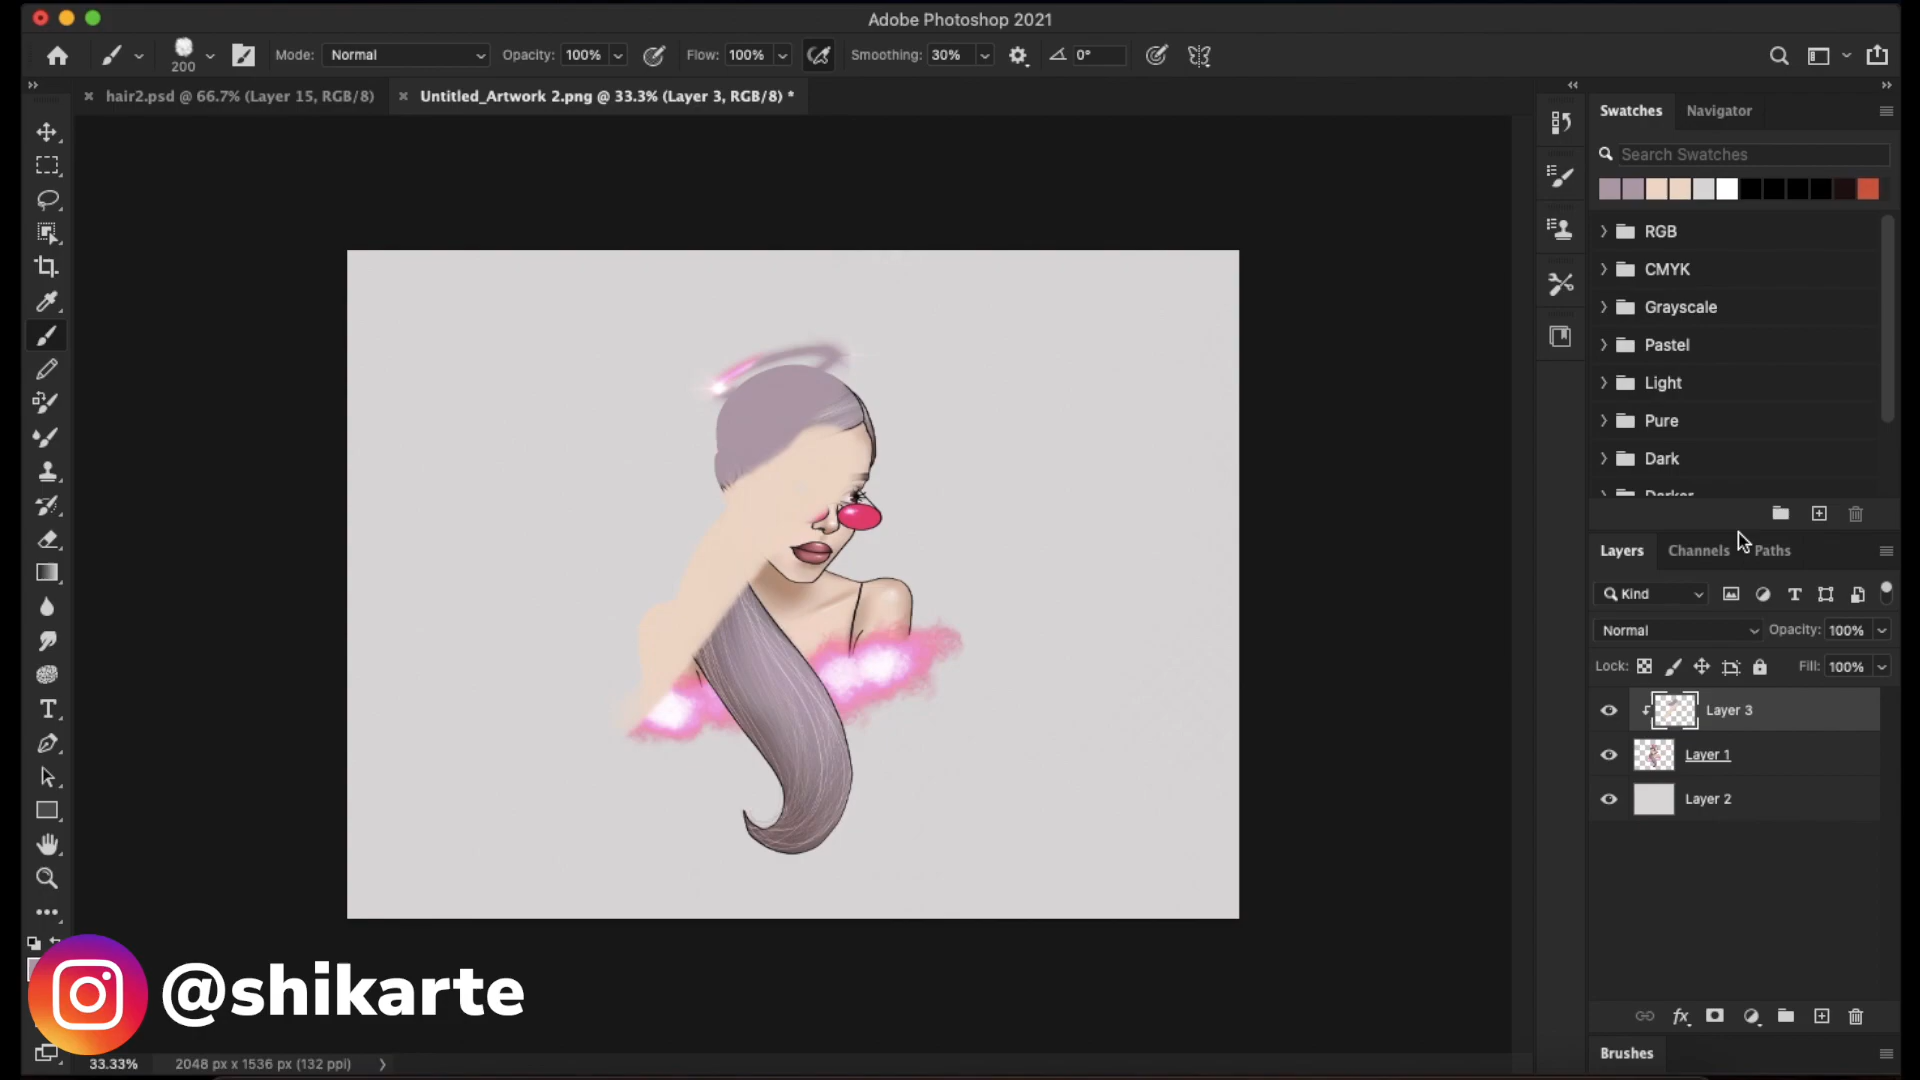 Adobe Photoshop 2021
200
Mode: Normal
Opacity: 100%
Flow: 100%
Smoothing: 30%
0°
hair2.psd @ 66.7% (Layer 15, RGB/8)
Untitled_Artwork 2.png @ 33.3% (Layer 3, RGB/8) *
Swatches
Navigator
Search Swatches
RGB
CMYK
Grayscale
Pastel
Light
Pure
Dark
Darker
Layers
Channels
Paths
Kind
Normal
Opacity: 100%
Lock:
Fill: 100%
Layer 3
Layer 1
Layer 2
fx
Brushes
@shikarte
33.33%
2048 px x 1536 px (132 ppi)